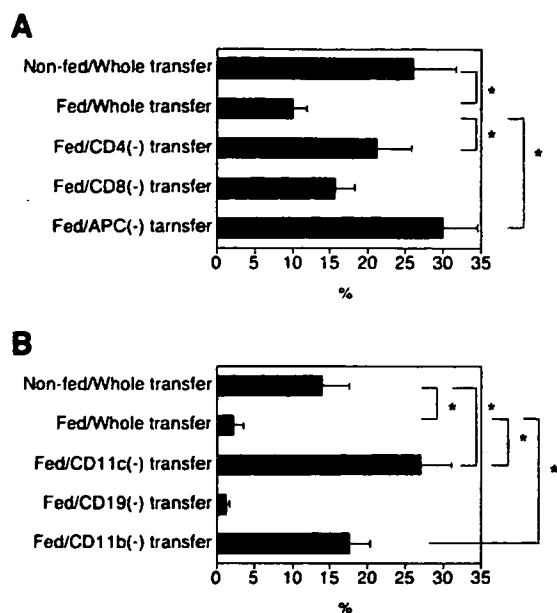 A
Non-fed/Whole transfer
Fed/Whole transfer
Fed/CD4(-) transfer
Fed/CD8(-) transfer
Fed/APC(-) tarnsfer
*
*
*
0 5 10 15 20 25 30 35
%
B
Non-fed/Whole transfer
Fed/Whole transfer
Fed/CD11c(-) transfer
Fed/CD19(-) transfer
Fed/CD11b(-) transfer
* *
*
*
0 5 10 15 20 25 30 35
%